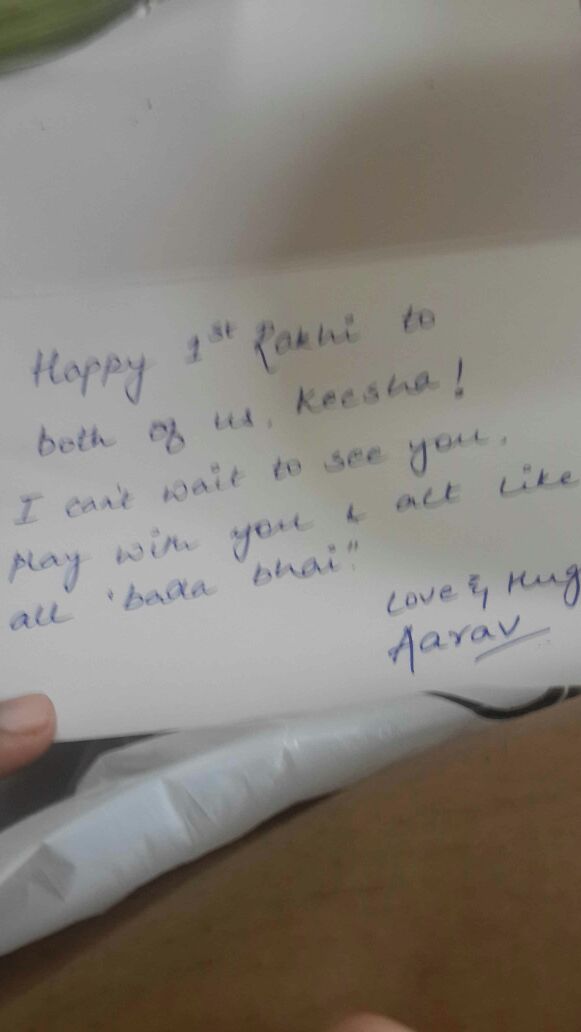 Happy 1st Rakhi to
both of us, Keesha!
I can't wait to see you,
play with you & act like
all "bada bhai"
Love & Hug
Aarav